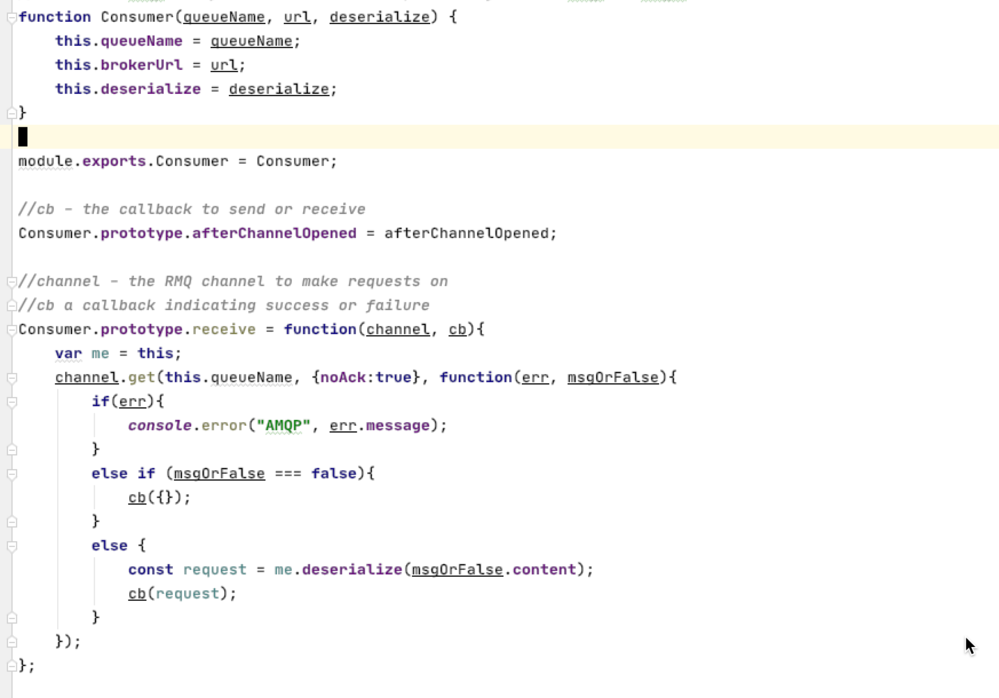 function Consumer(queueName, url, deserialize) {
    this.queueName = queueName;
    this.brokerUrl = url;
    this.deserialize = deserialize;
}
module.exports.Consumer = Consumer;
//cb - the callback to send or receive
Consumer.prototype.afterChannelOpened = afterChannelOpened;
//channel - the RMQ channel to make requests on
//cb a callback indicating success or failure
Consumer.prototype.receive = function(channel, cb){
    var me = this;
    channel.get(this.queueName, {noAck:true}, function(err, msgOrFalse){
        if(err){
            console.error("AMQP", err.message);
        }
        else if (msgOrFalse === false){
            cb({});
        }
        else {
            const request = me.deserialize(msgOrFalse.content);
            cb(request);
        }
    });
};